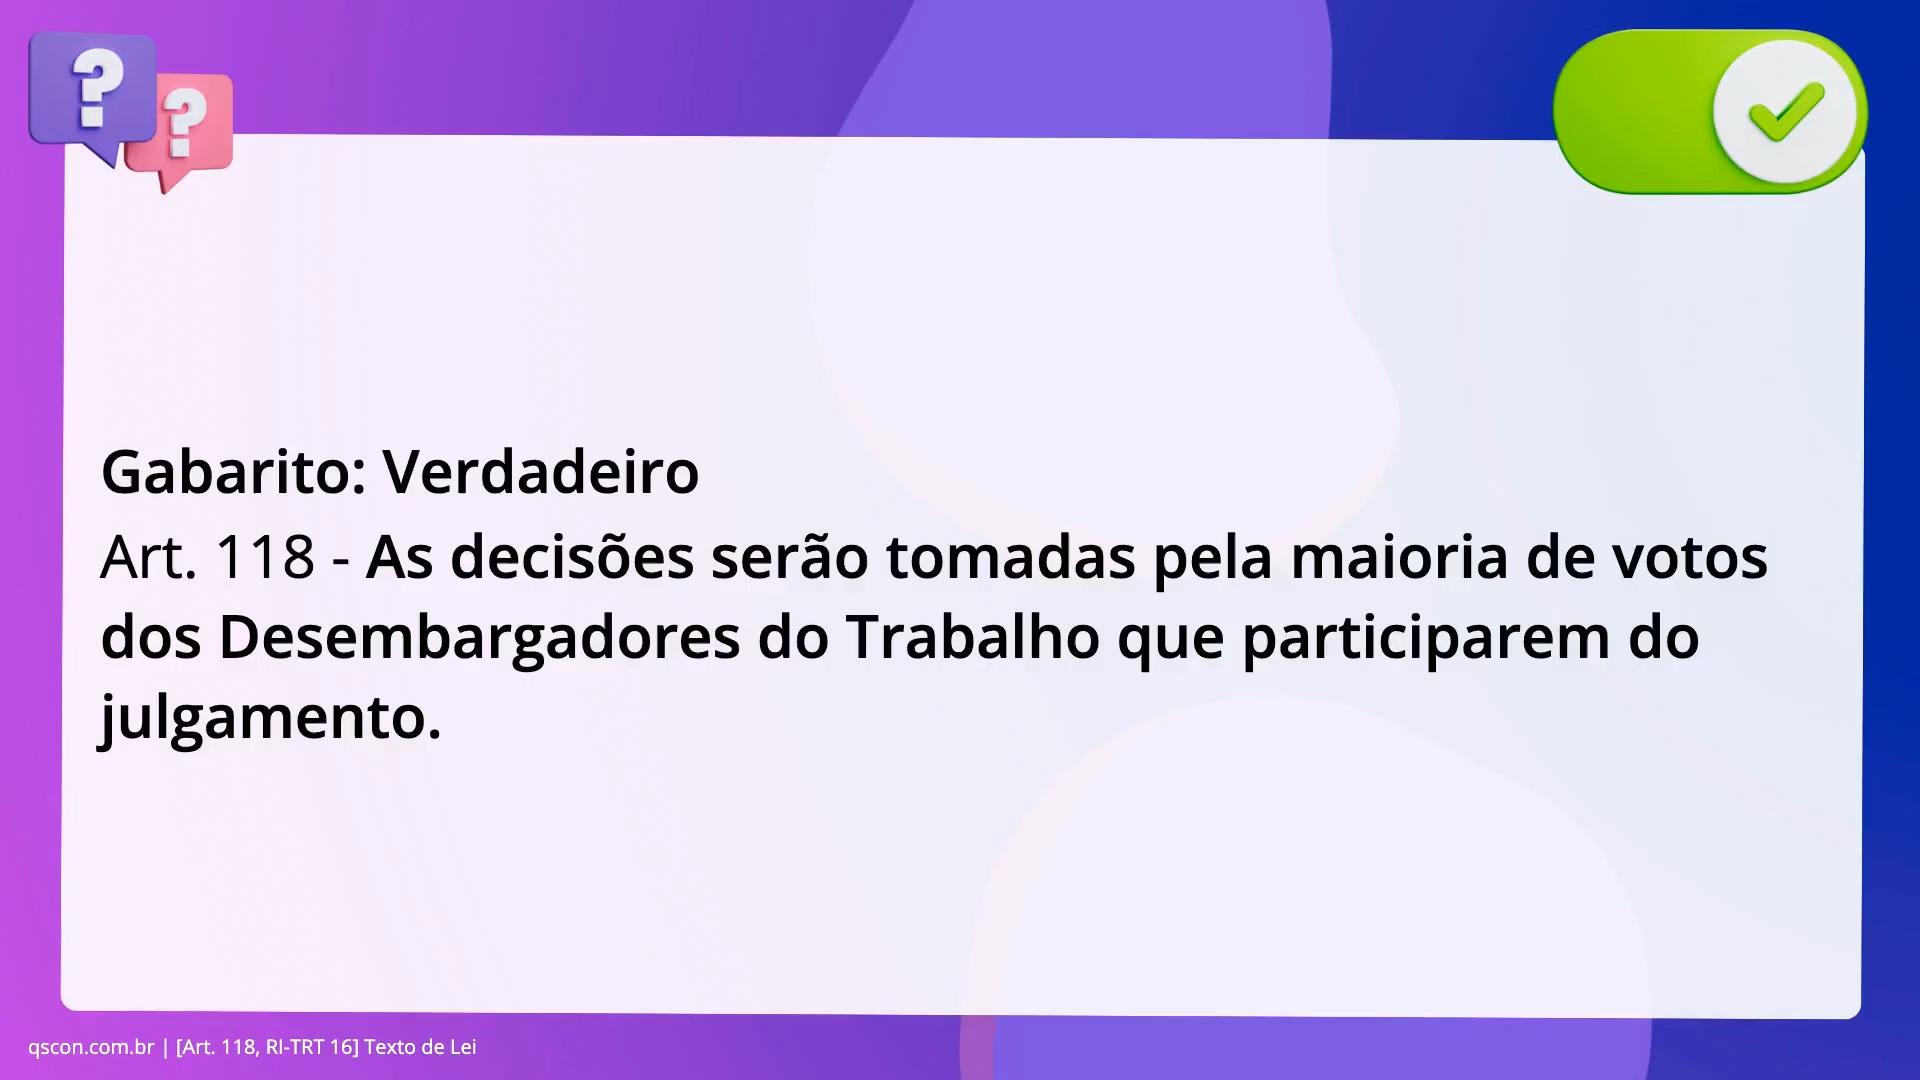 Gabarito: Verdadeiro
Art. 118 - As decisões serão tomadas pela maioria de votos
dos Desembargadores do Trabalho que participarem do
julgamento.
qscon.com.br | [Art. 118, RI-TRT 16] Texto de Lei